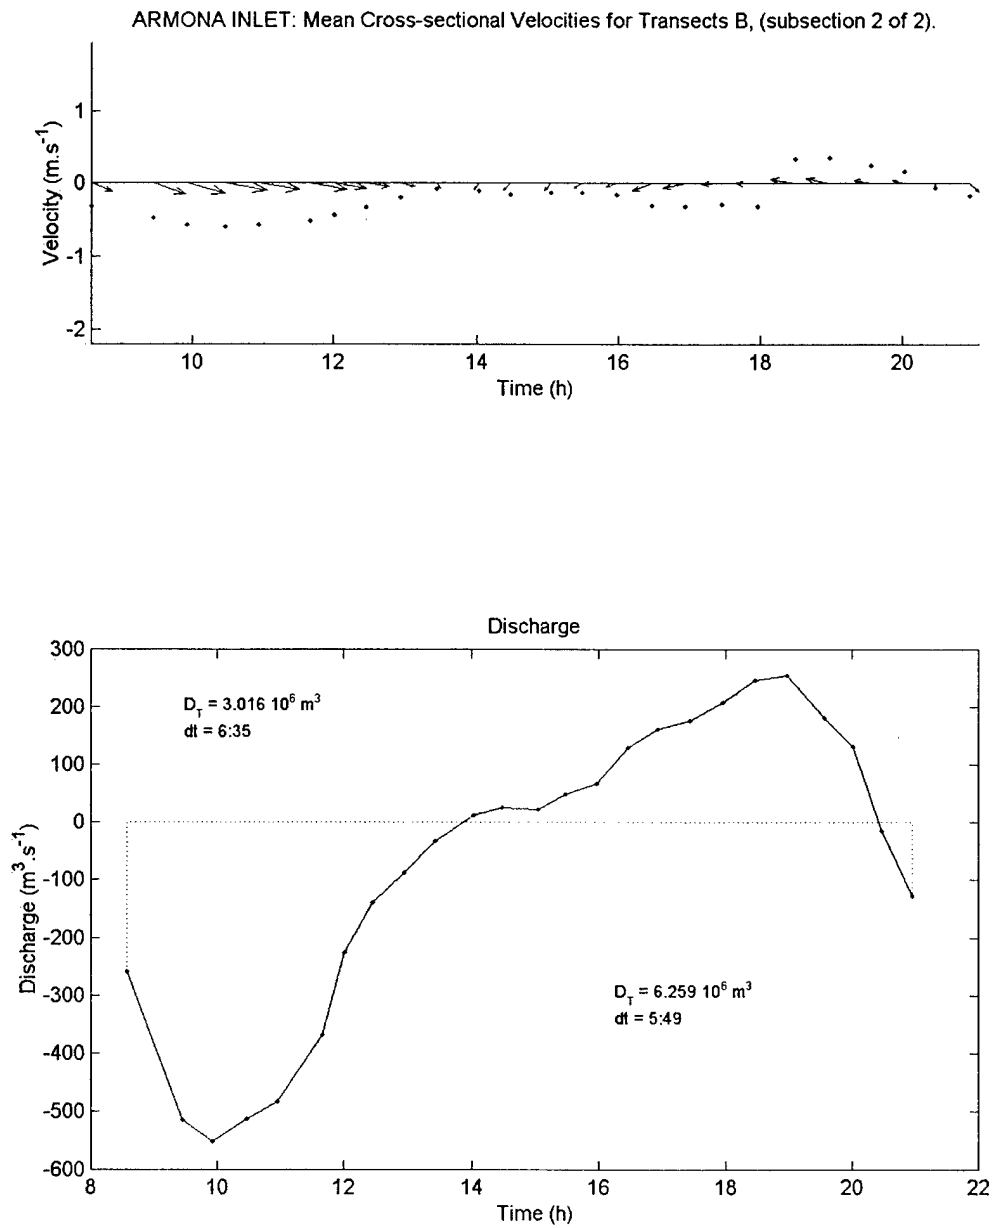 ARMONA INLET: Mean Cross-sectional Velocities for Transects B, (subsection 2 of 2).
Velocity (m.s⁻¹)
1
0
-1
-2
10
12
14
16
18
20
Time (h)
Discharge
Discharge (m³.s⁻¹)
300
200
100
0
-100
-200
-300
-400
-500
-600
D_T = 3.016 10⁶ m³
dt = 6:35
D_T = 6.259 10⁶ m³
dt = 5:49
8
10
12
14
16
18
20
22
Time (h)